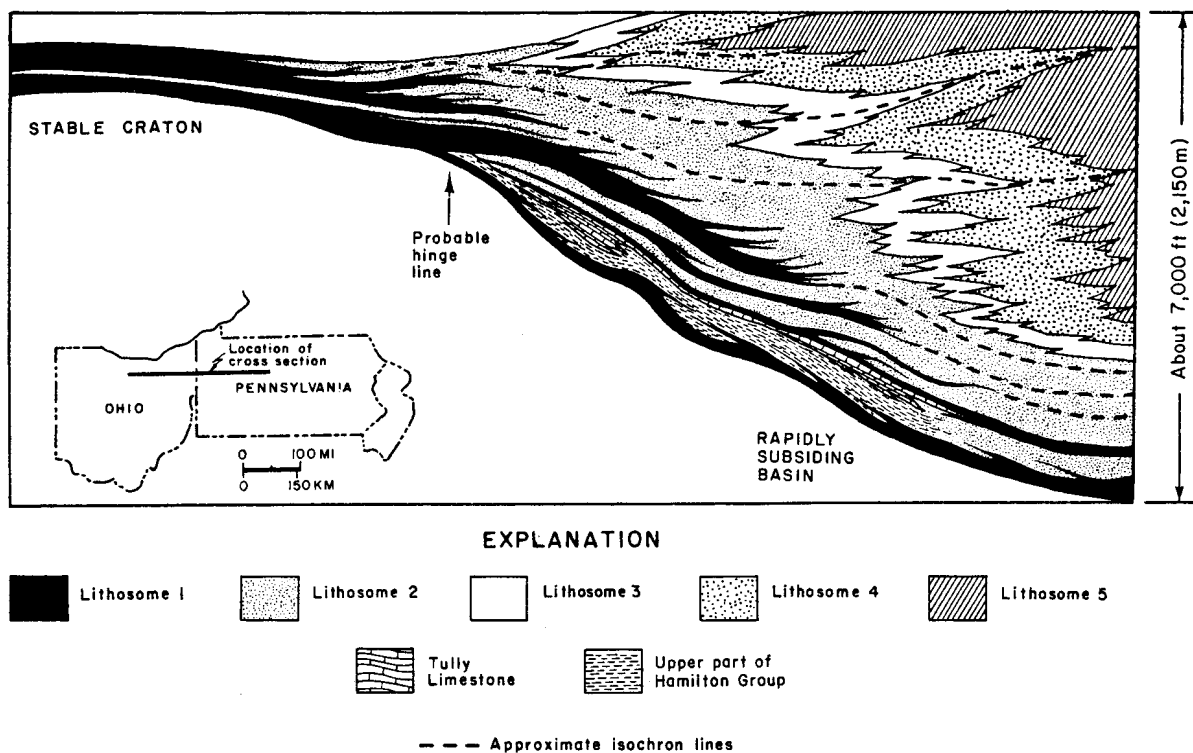 STABLE CRATON
Probable
hinge
line
About 7,000 ft (2,150m)
Location of
cross section
PENNSYLVANIA
OHIO
0 100 MI
0 150 KM
RAPIDLY
SUBSIDING
BASIN
EXPLANATION
Lithosome 1
Lithosome 2
Lithosome 3
Lithosome 4
Lithosome 5
Tully
Limestone
Upper part of
Hamilton Group
Approximate isochron lines